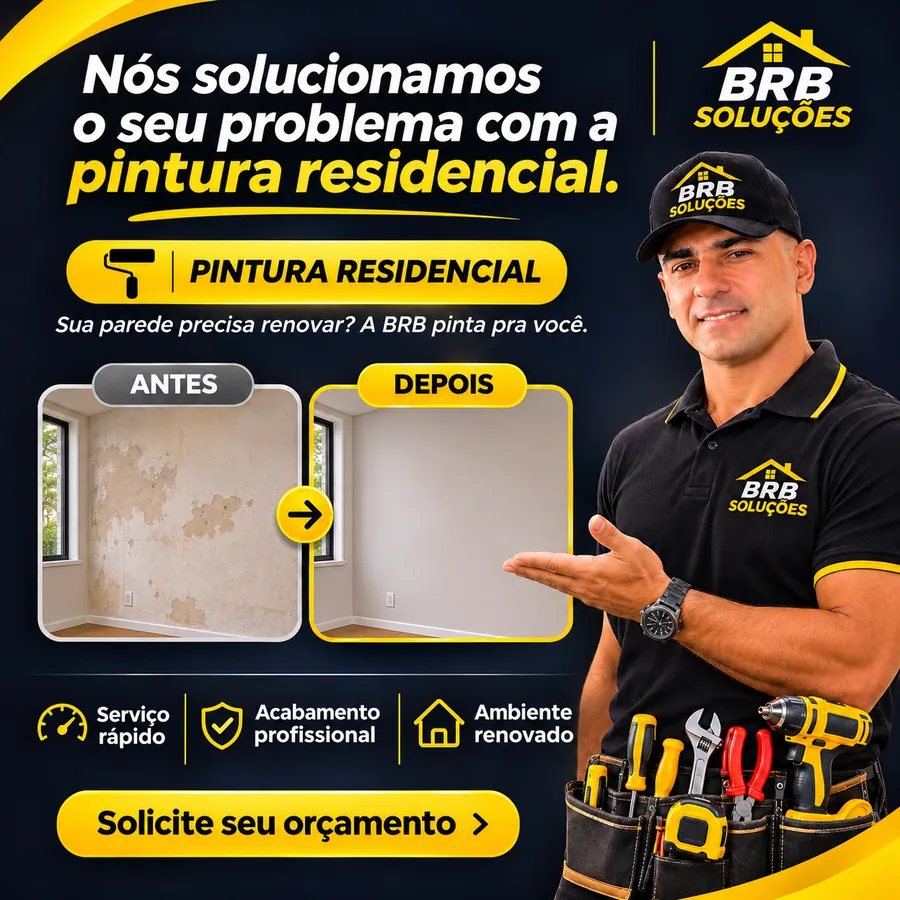 Nós solucionamos
o seu problema com a
pintura residencial.
BRB
SOLUÇÕES
PINTURA RESIDENCIAL
Sua parede precisa renovar? A BRB pinta pra você.
ANTES
DEPOIS
BRB
SOLUÇÕES
BRB
SOLUÇÕES
Serviço
rápido
Acabamento
profissional
Ambiente
renovado
Solicite seu orçamento